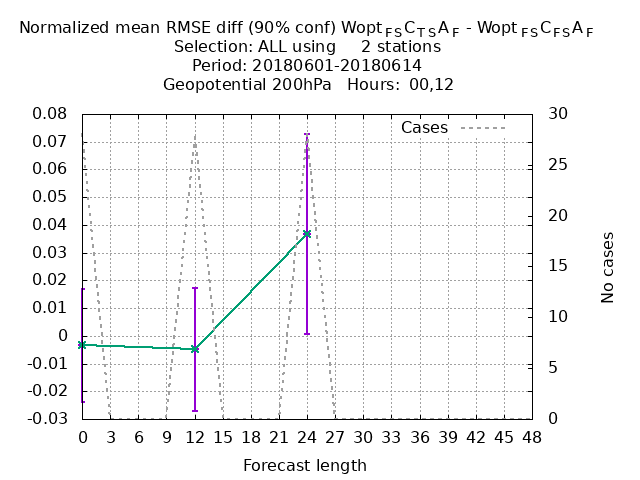 Normalized mean RMSE diff (90% conf) Wopt FS C TS A F - Wopt FS C FS A F
Selection: ALL using 2 stations
Period: 20180601-20180614
Geopotential 200hPa Hours: 00,12
Cases
0.08
0.07
0.06
0.05
0.04
0.03
0.02
0.01
0
-0.01
-0.02
-0.03
30
25
20
15
10
5
0
No cases
0 3 6 9 12 15 18 21 24 27 30 33 36 39 42 45 48
Forecast length